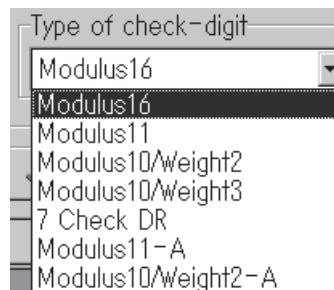 Type of check-digit
Modulus16
Modulus16
Modulus11
Modulus10/Weight2
Modulus10/Weight3
7 Check DR
Modulus11-A
Modulus10/Weight2-A